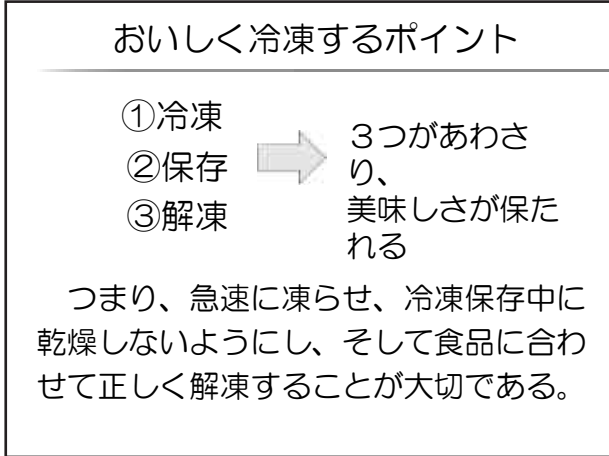 おいしく冷凍するポイント
①冷凍
②保存
③解凍
３つがあわさ
り、
美味しさが保た
れる
つまり、急速に凍らせ、冷凍保存中に
乾燥しないようにし、そして食品に合わ
せて正しく解凍することが大切である。